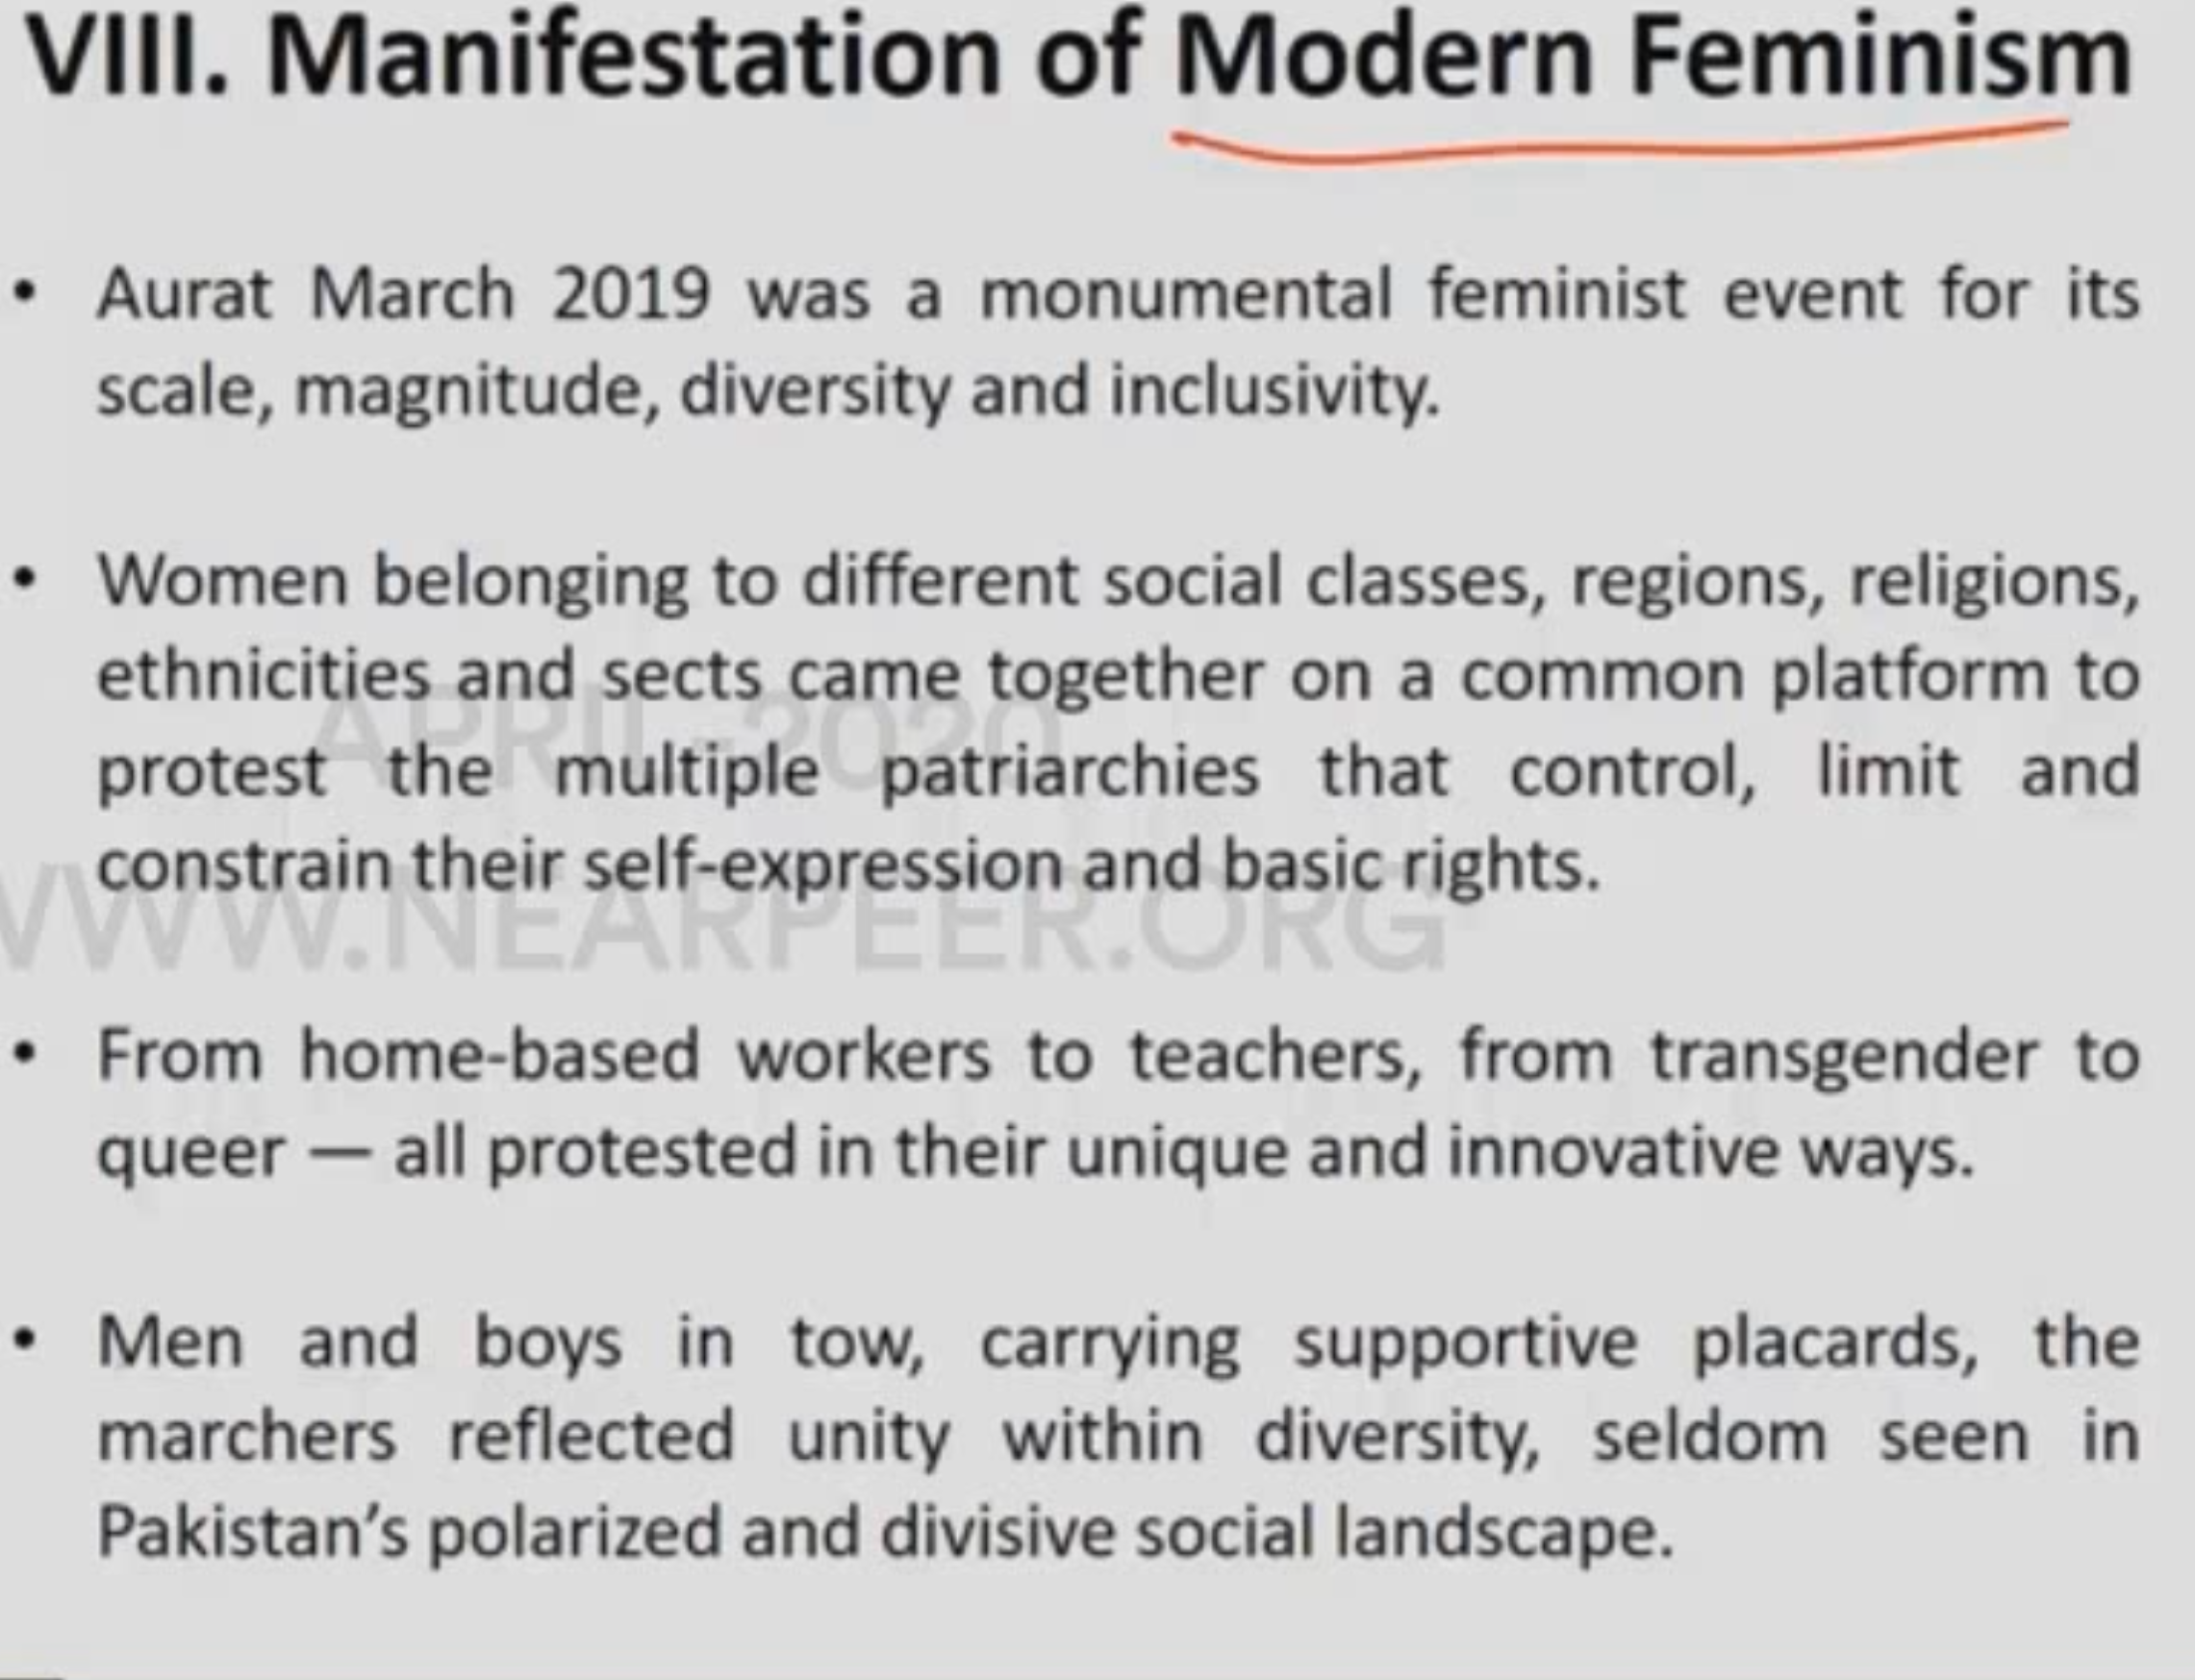 VIII. Manifestation of Modern Feminism
• Aurat March 2019 was a monumental feminist event for its
scale, magnitude, diversity and inclusivity.
• Women belonging to different social classes, regions, religions,
ethnicities and sects came together on a common platform to
protest the multiple patriarchies that control, limit and
constrain their self-expression and basic rights.
APRIL-2020
WWW.NEARPEER.ORG
• From home-based workers to teachers, from transgender to
queer — all protested in their unique and innovative ways.
• Men and boys in tow, carrying supportive placards, the
marchers reflected unity within diversity, seldom seen in
Pakistan’s polarized and divisive social landscape.